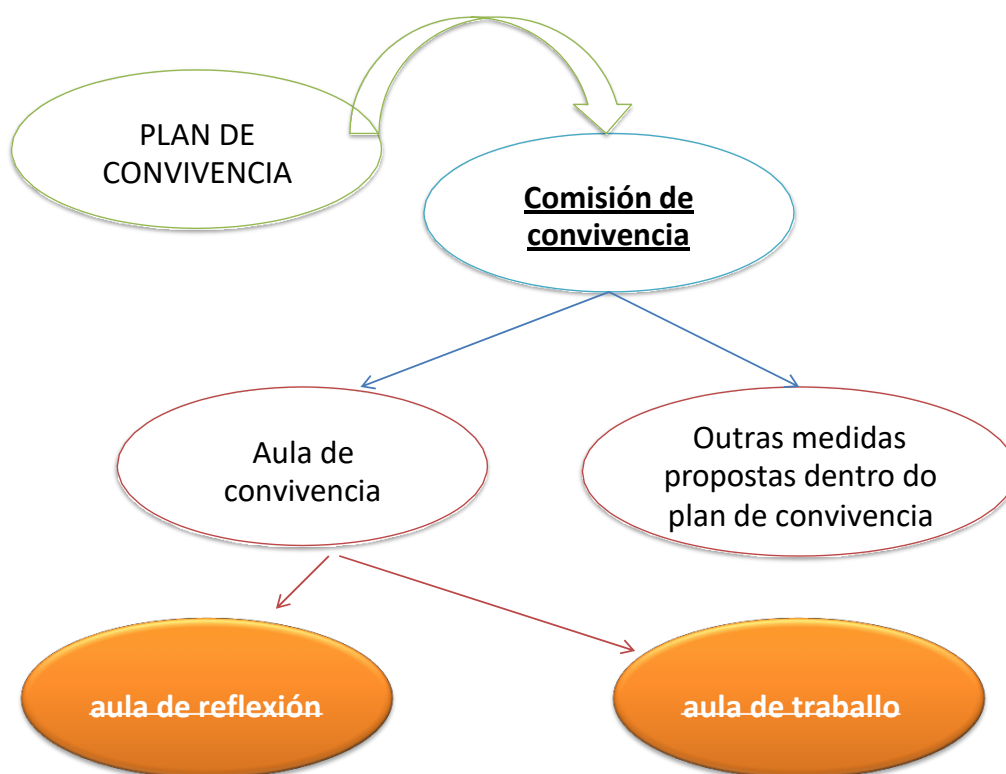 PLAN DE
CONVIVENCIA
Comisión de
convivencia
Aula de
convivencia
Outras medidas
propostas dentro do
plan de convivencia
aula de reflexión
aula de traballo